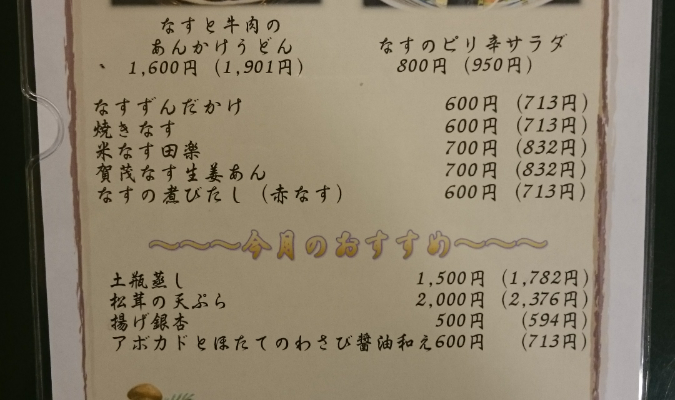 なすと牛肉の
あんかけうどん
1,600円 (1,901円)
なすのピリ辛サラダ
800円 (950円)
なすずんだかけ 600円 (713円)
焼きなす 600円 (713円)
米なす田楽 700円 (832円)
賀茂なす生姜あん 700円 (832円)
なすの煮びたし (赤なす) 600円 (713円)
～～～今月のおすすめ～～～
土瓶蒸し 1,500円 (1,782円)
松茸の天ぷら 2,000円 (2,376円)
揚げ銀杏 500円 (594円)
アボカドとほたてのわさび醤油和え600円 (713円)